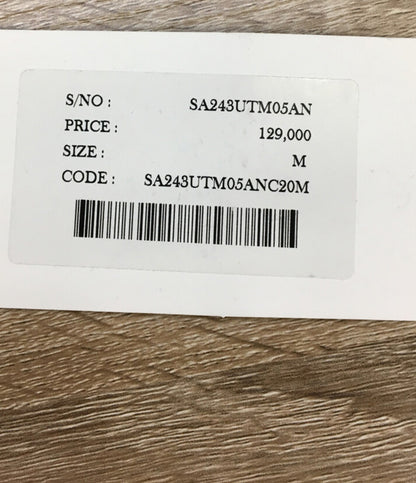 S/NO : SA243UTM05AN
PRICE : 129,000
SIZE : M
CODE : SA243UTM05ANC20M